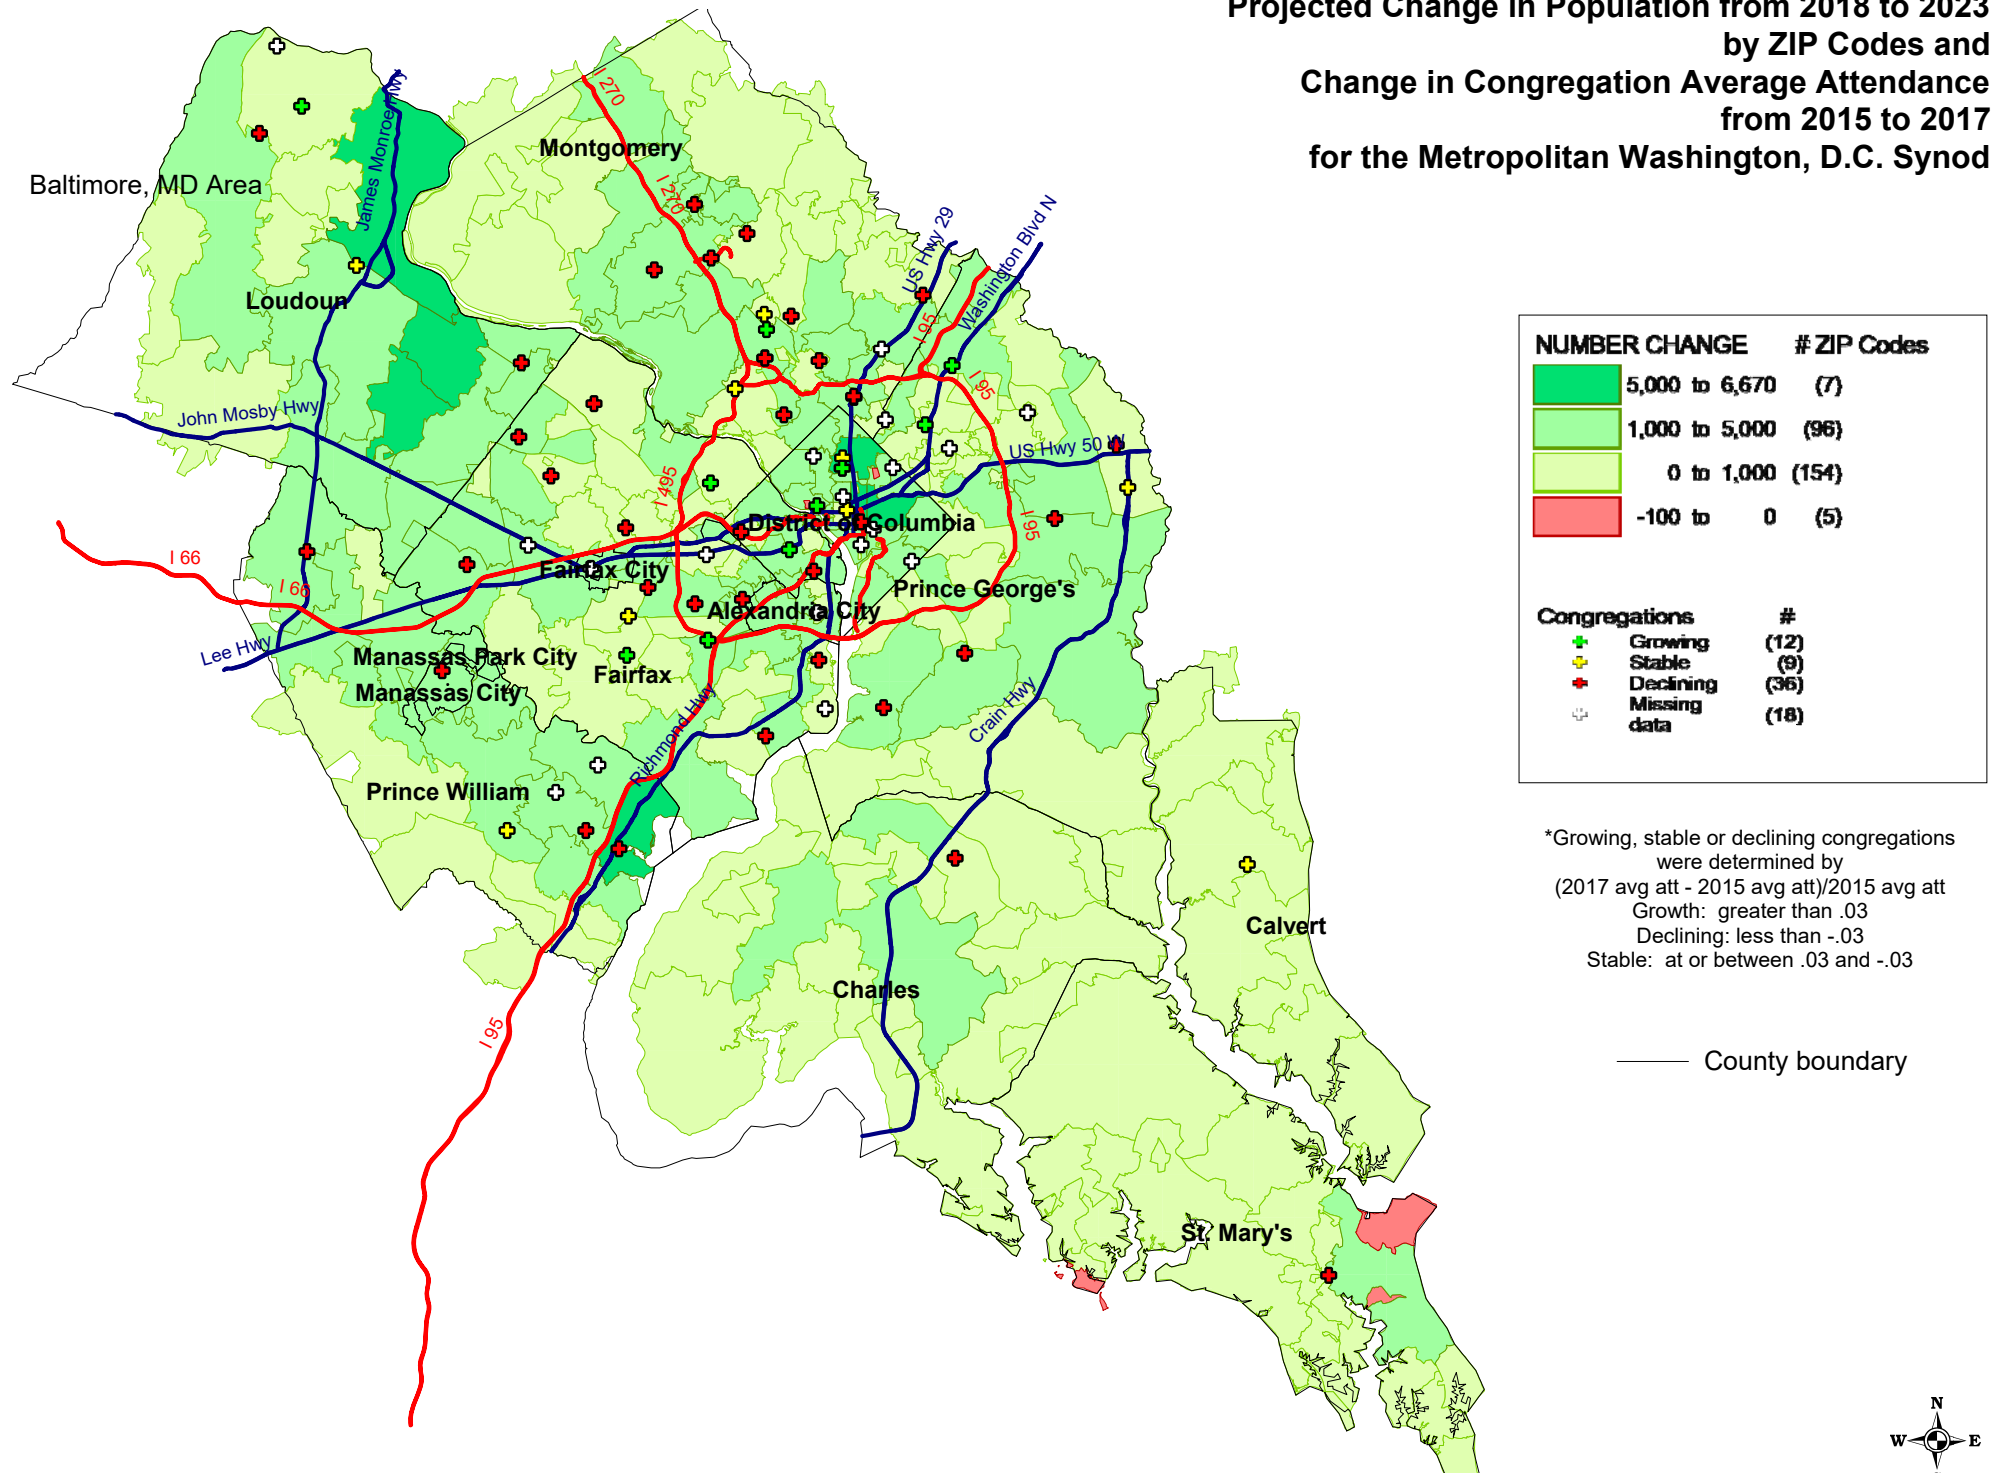 Projected Change in Population from 2018 to 2023
by ZIP Codes and
Change in Congregation Average Attendance
from 2015 to 2017
for the Metropolitan Washington, D.C. Synod
I 270
James Monroe Hwy
Montgomery
Baltimore, MD Area
I 270
US Hwy 29
Washington Blvd N
Loudoun
I 95
I 95
John Mosby Hwy
US Hwy 50 W
I 495
District of Columbia
I 95
I 66
Fairfax City
I 66
Prince George's
Alexandria City
Lee Hwy
Manassas Park City
Fairfax
Manassas City
Richmond Hwy
Crain Hwy
Prince William
Calvert
Charles
I 95
St. Mary's
NUMBER CHANGE # ZIP Codes
5,000 to 6,670 (7)
1,000 to 5,000 (96)
0 to 1,000 (154)
-100 to 0 (5)
Congregations #
Growing (12)
Stable (9)
Declining (36)
Missing data (18)
*Growing, stable or declining congregations
were determined by
(2017 avg att - 2015 avg att)/2015 avg att
Growth: greater than .03
Declining: less than -.03
Stable: at or between .03 and -.03
County boundary
N
W E